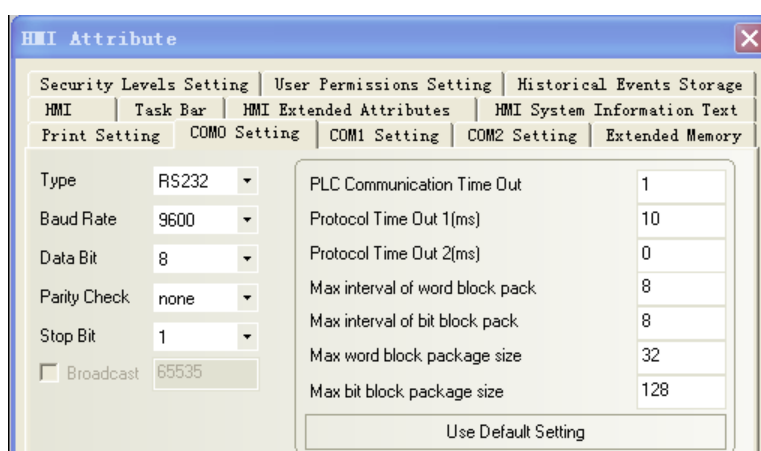 HMI Attribute
Security Levels Setting User Permissions Setting Historical Events Storage
HMI Task Bar HMI Extended Attributes HMI System Information Text
Print Setting COM0 Setting COM1 Setting COM2 Setting Extended Memory
Type RS232
Baud Rate 9600
Data Bit 8
Parity Check none
Stop Bit 1
Broadcast 65535
PLC Communication Time Out 1
Protocol Time Out 1(ms) 10
Protocol Time Out 2(ms) 0
Max interval of word block pack 8
Max interval of bit block pack 8
Max word block package size 32
Max bit block package size 128
Use Default Setting